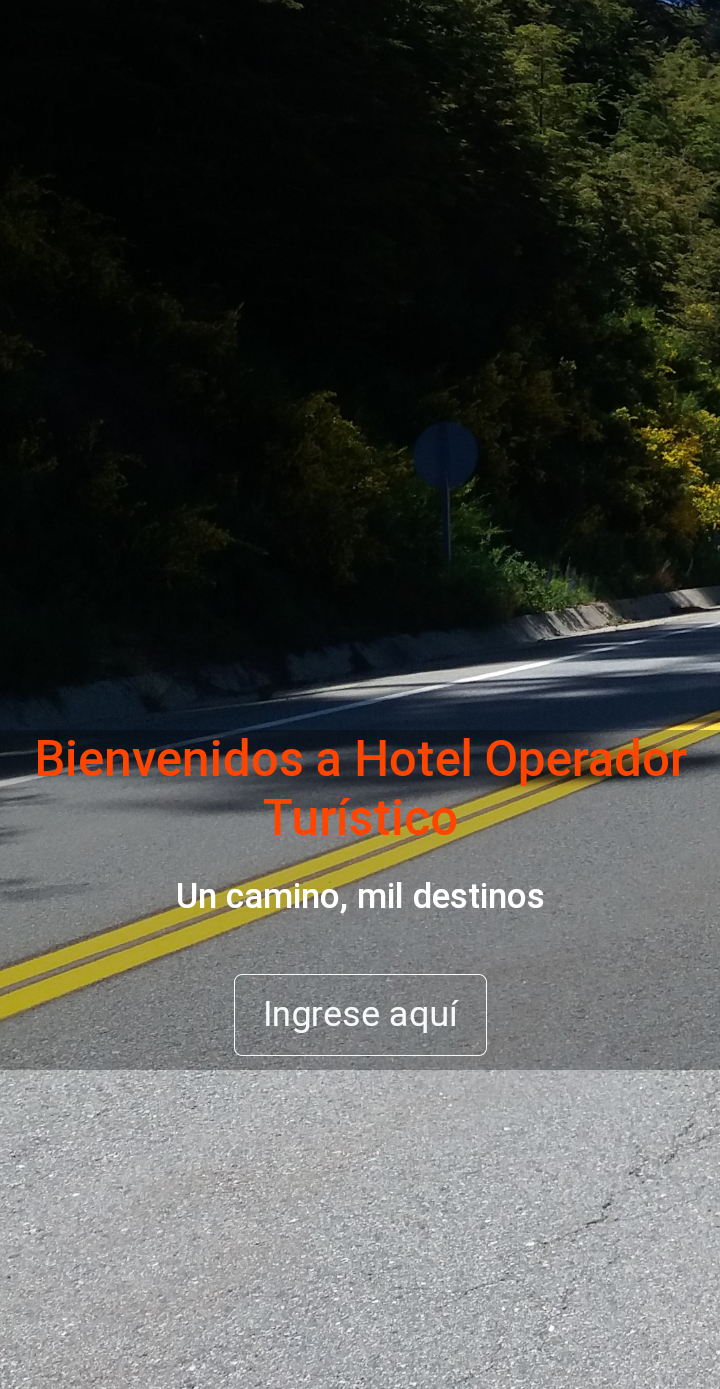 Bienvenidos a Hotel Operador
Turístico
Un camino, mil destinos
Ingrese aquí